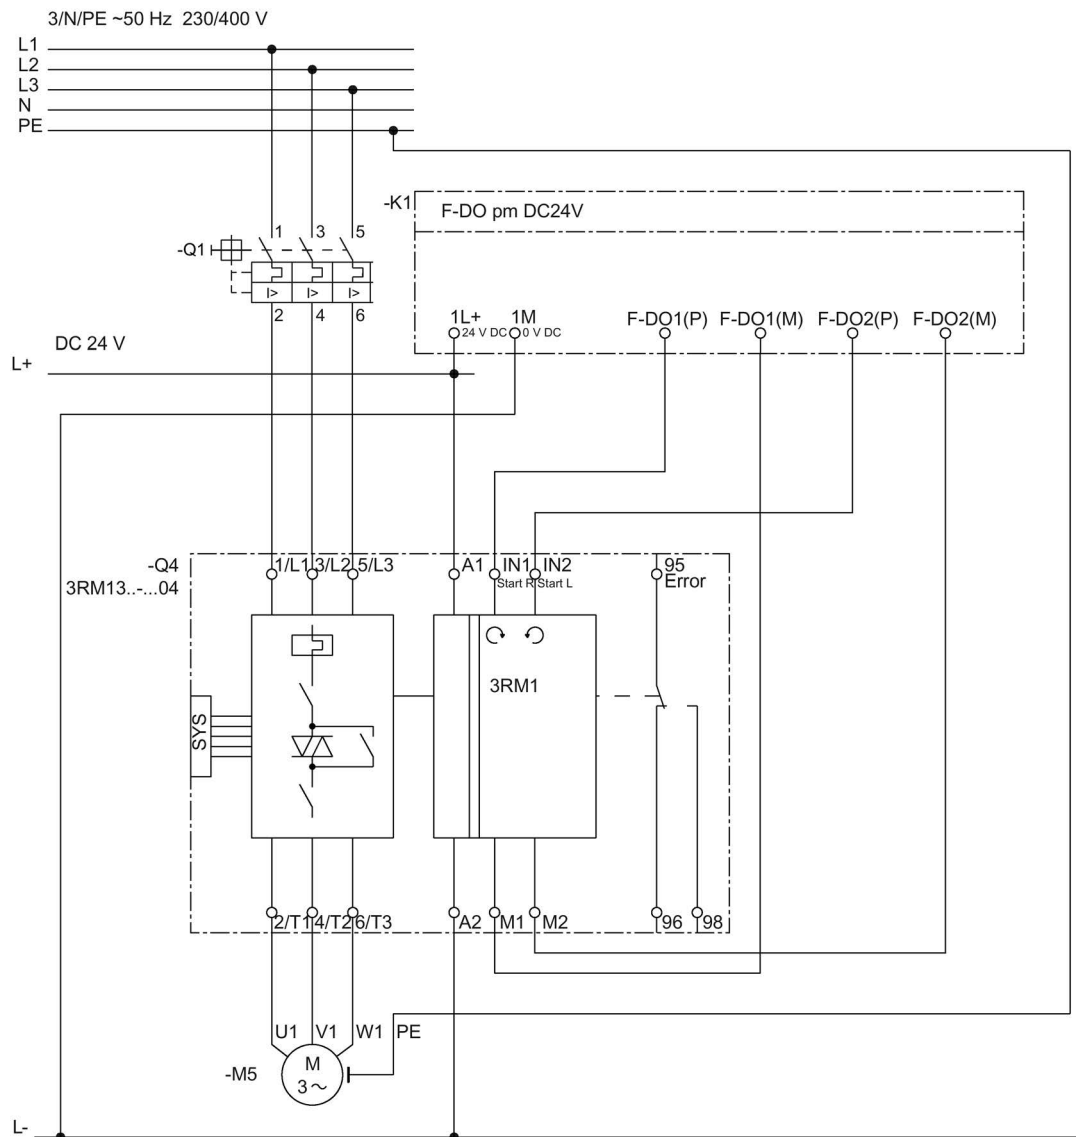 3/N/PE ~50 Hz 230/400 V
L1
L2
L3
N
PE
-K1
F-DO pm DC24V
1 3 5
-Q1
I> I> I>
2 4 6
1L+ 1M F-DO1(P) F-DO1(M) F-DO2(P) F-DO2(M)
24 V DC 0 V DC
DC 24 V
L+
-Q4 1/L1 3/L2 5/L3 A1 IN1 IN2 95
3RM13..-...04 Start R Start L Error
3RM1
SYS
2/T1 4/T2 6/T3 A2 M1 M2 96 98
U1 V1 W1 PE
-M5 M
3~
L-